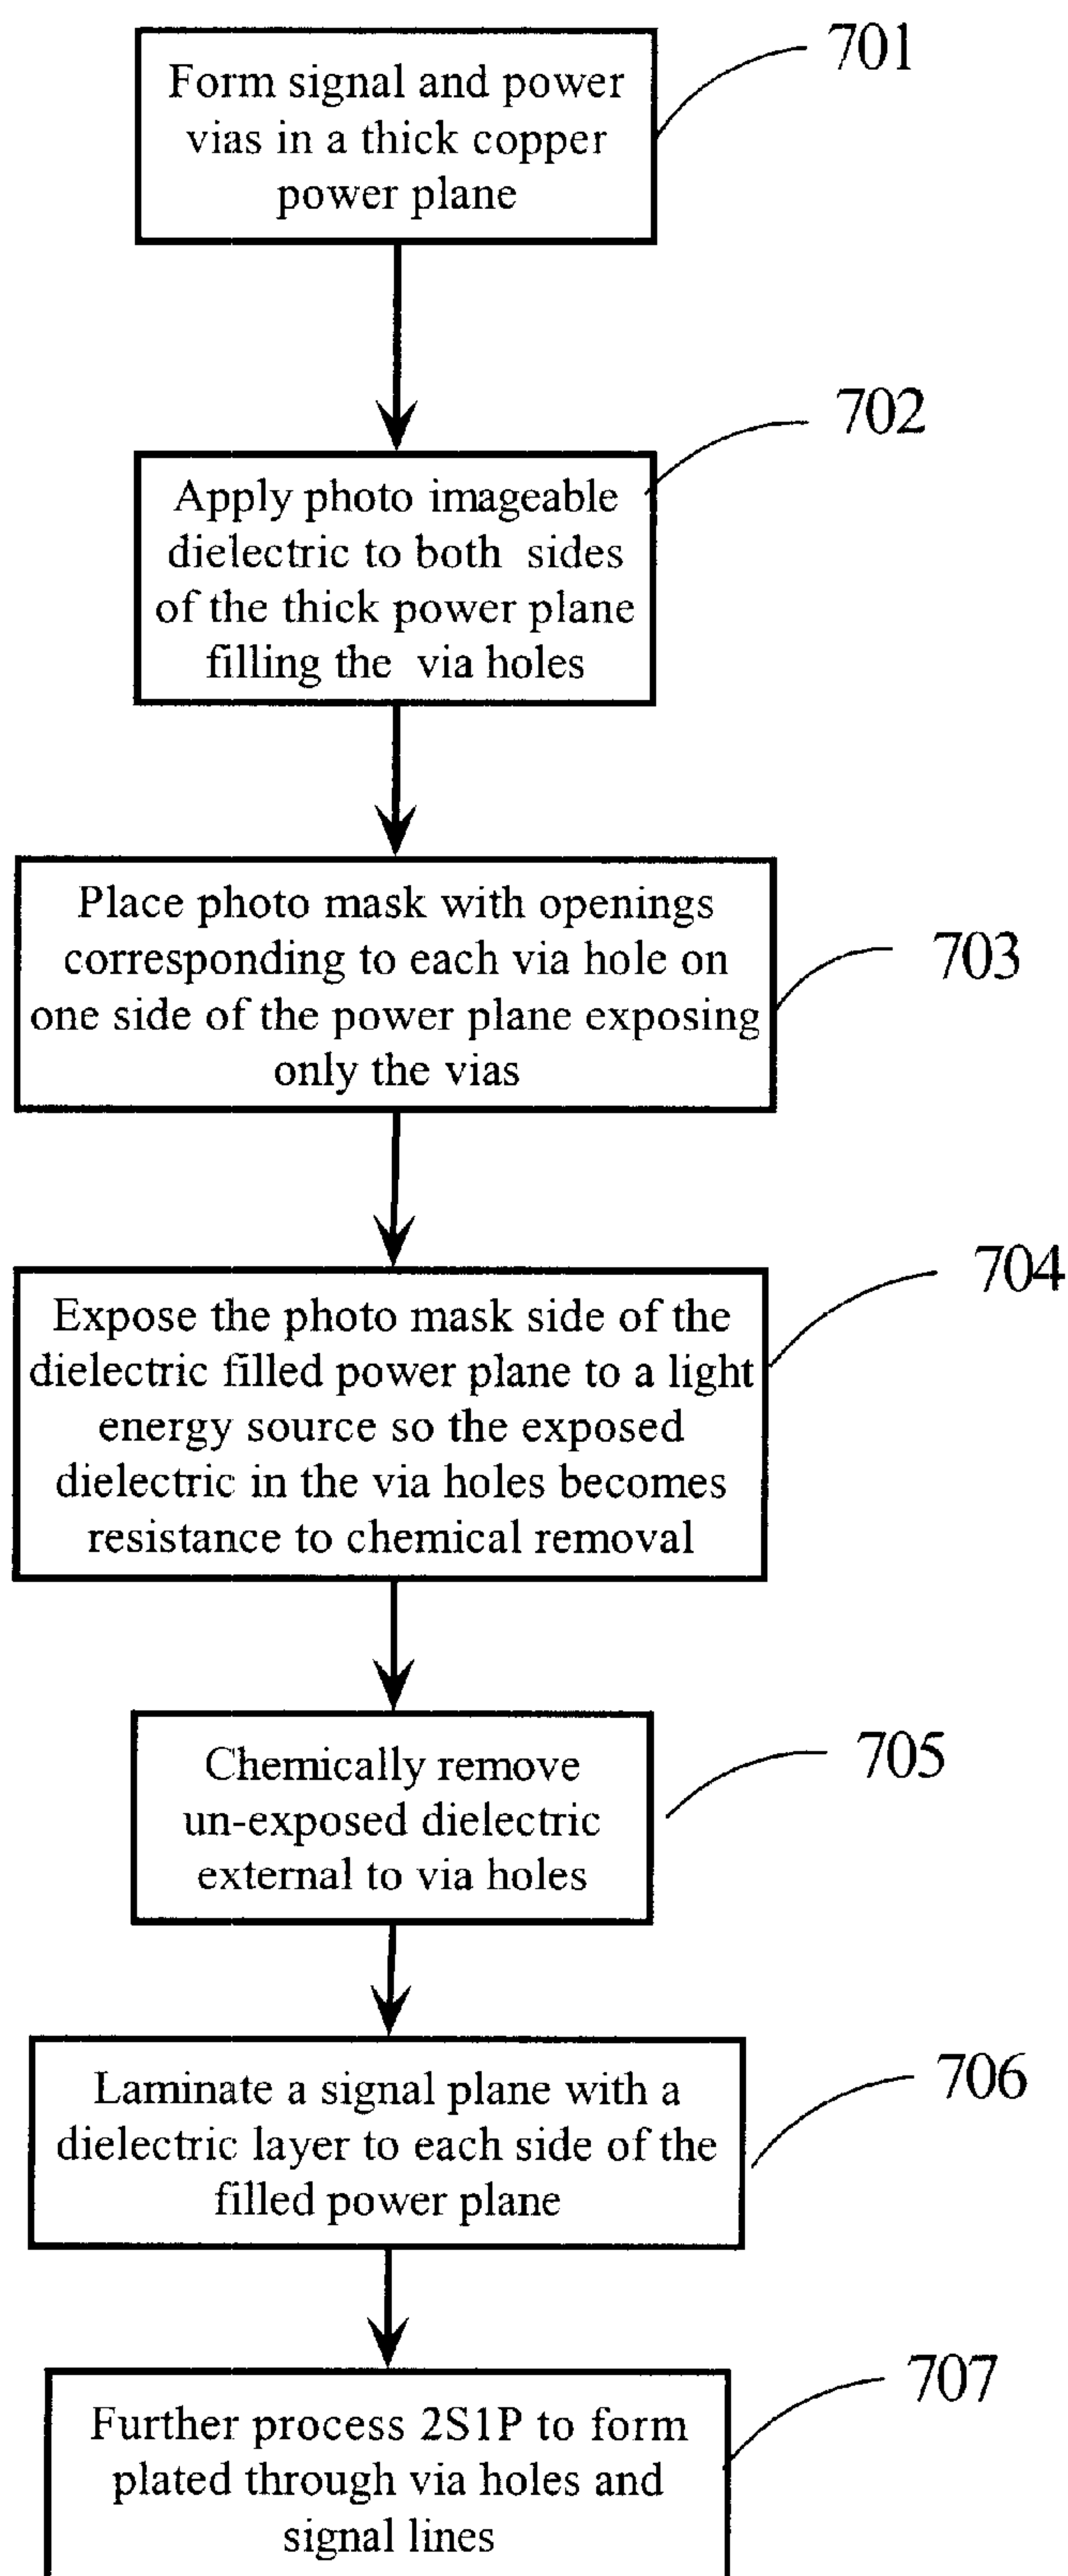 Form signal and power
vias in a thick copper
power plane
701
Apply photo imageable
dielectric to both sides
of the thick power plane
filling the via holes
702
Place photo mask with openings
corresponding to each via hole on
one side of the power plane exposing
only the vias
703
Expose the photo mask side of the
dielectric filled power plane to a light
energy source so the exposed
dielectric in the via holes becomes
resistance to chemical removal
704
Chemically remove
un-exposed dielectric
external to via holes
705
Laminate a signal plane with a
dielectric layer to each side of the
filled power plane
706
Further process 2S1P to form
plated through via holes and
signal lines
707